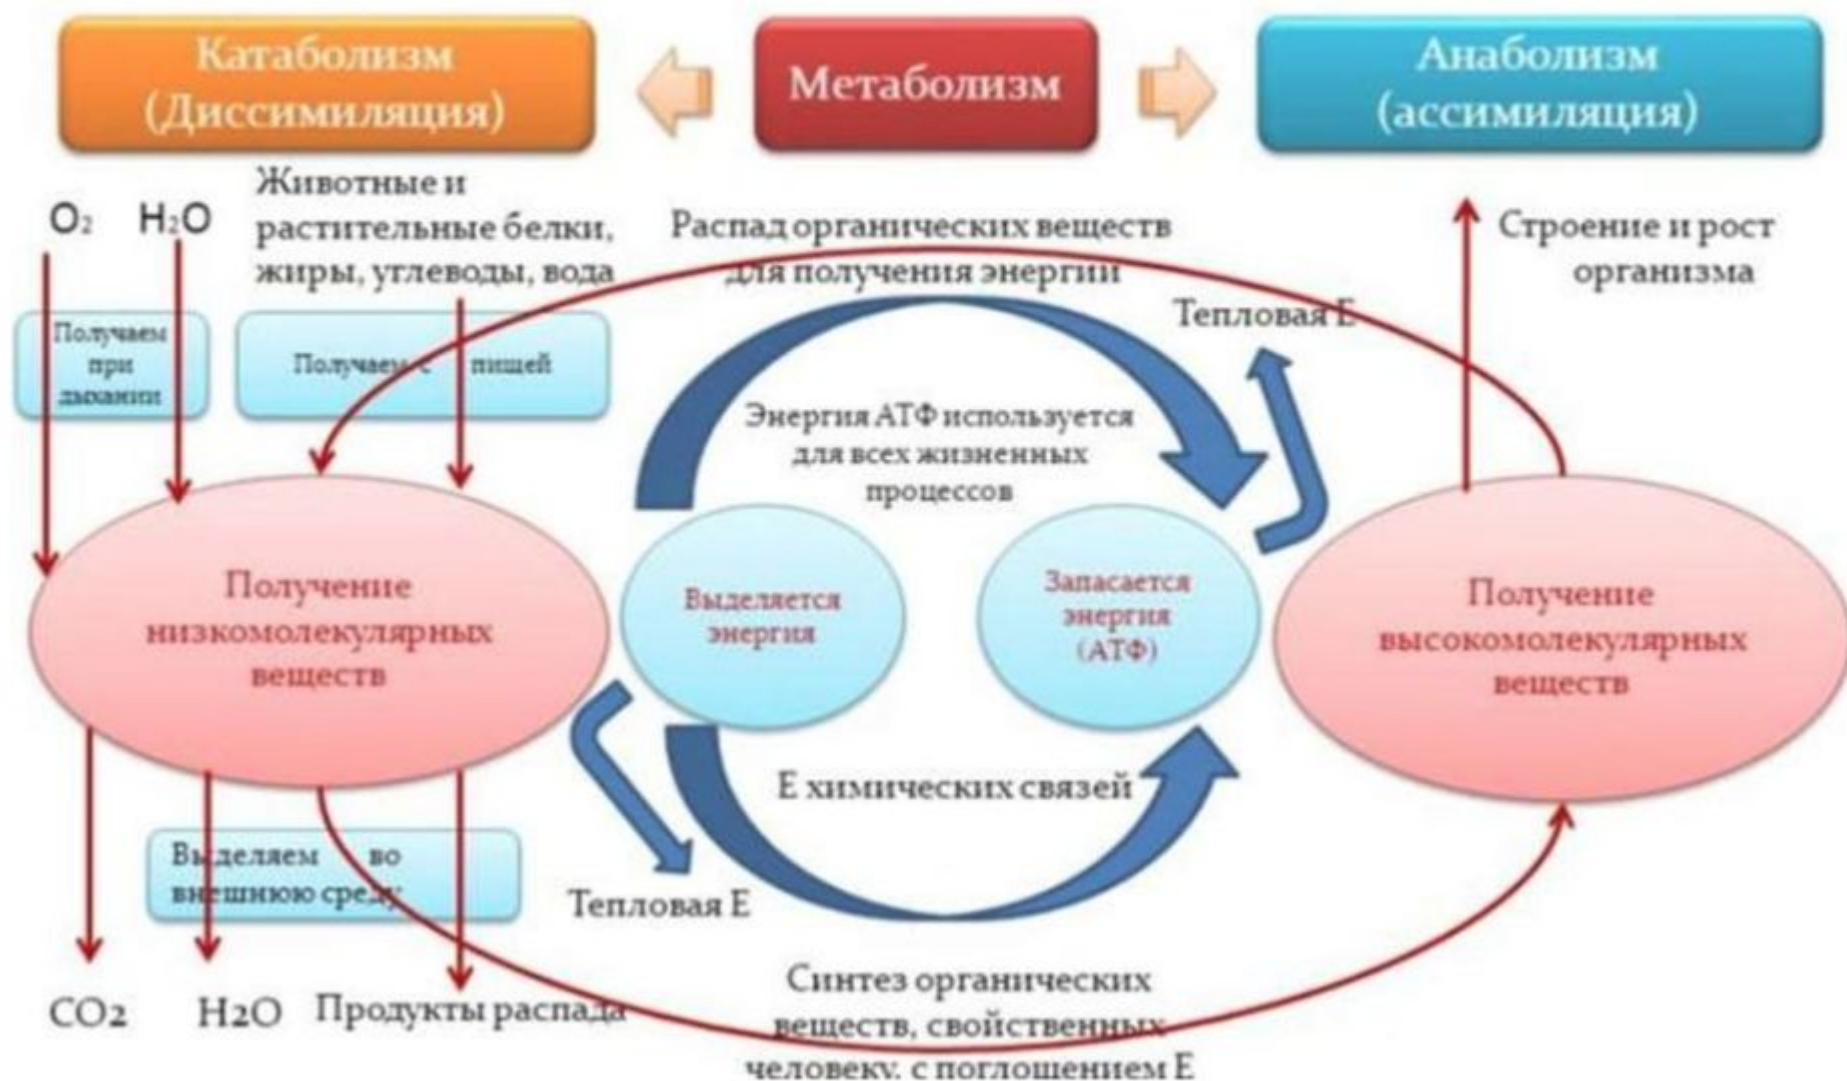 Катаболизм
(Диссимиляция)
Метаболизм
Анаболизм
(ассимиляция)
O₂
H₂O
Животные и
растительные белки,
жиры, углеводы, вода
Распад органических веществ
для получения энергии
Строение и рост
организма
Тепловая Е
Получаем
при
дыхании
Получаем с пищей
Энергия АТФ используется
для всех жизненных
процессов
Получение
низкомолекулярных
веществ
Выделяется
энергия
Запасается
энергия
(АТФ)
Получение
высокомолекулярных
веществ
Е химических связей
Выделяем во
внешнюю среду
Тепловая Е
CO2
H2O
Продукты распада
Синтез органических
веществ, свойственных
человеку, с поглощением Е